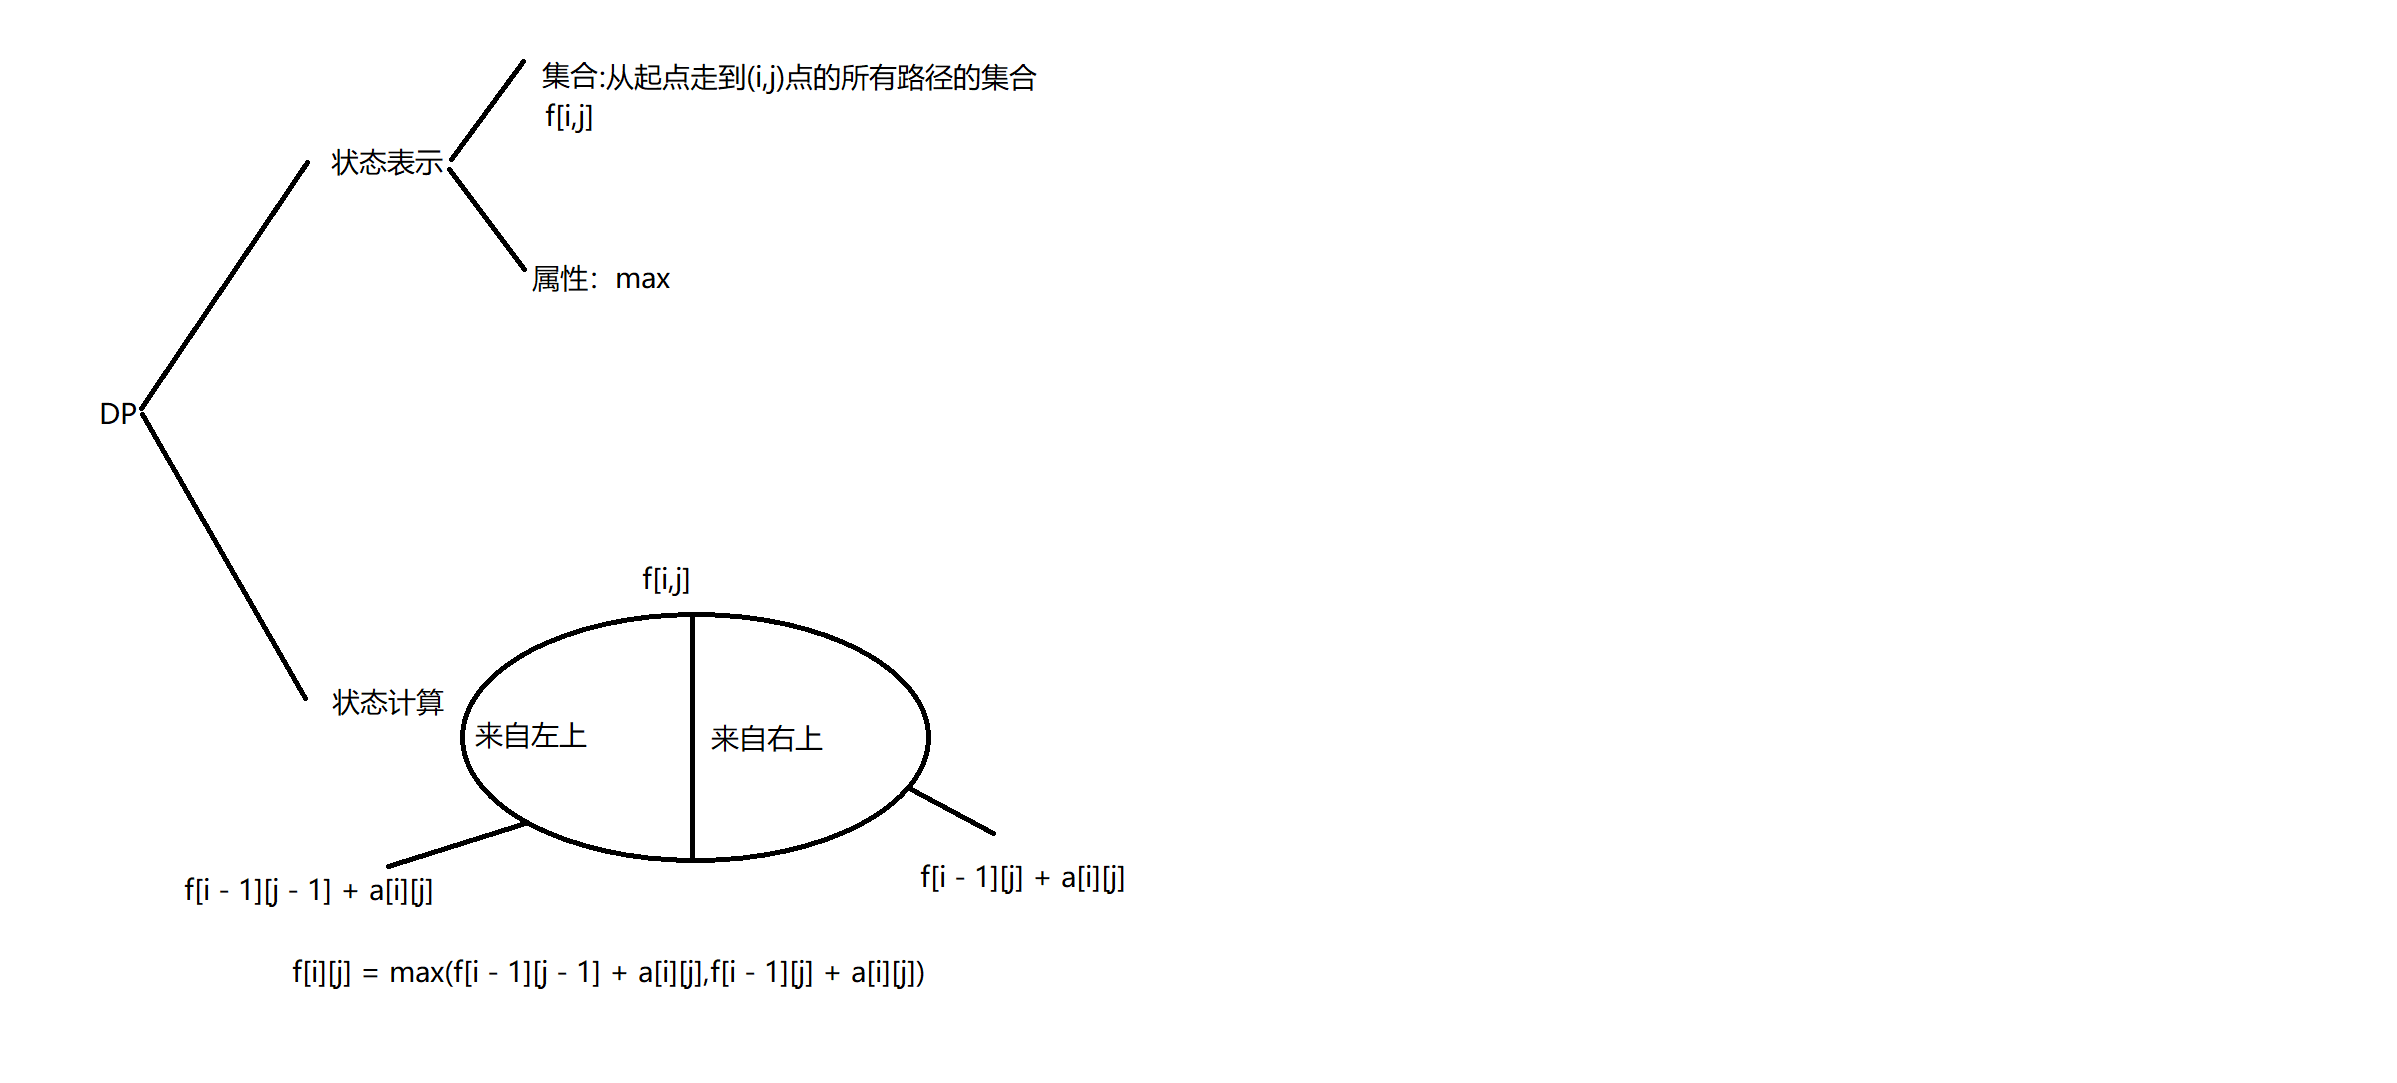 集合:从起点走到(i,j)点的所有路径的集合
f[i,j]
状态表示
属性：max
DP
f[i,j]
状态计算
来自左上
来自右上
f[i - 1][j - 1] + a[i][j]
f[i - 1][j] + a[i][j]
f[i][j] = max(f[i - 1][j - 1] + a[i][j],f[i - 1][j] + a[i][j])